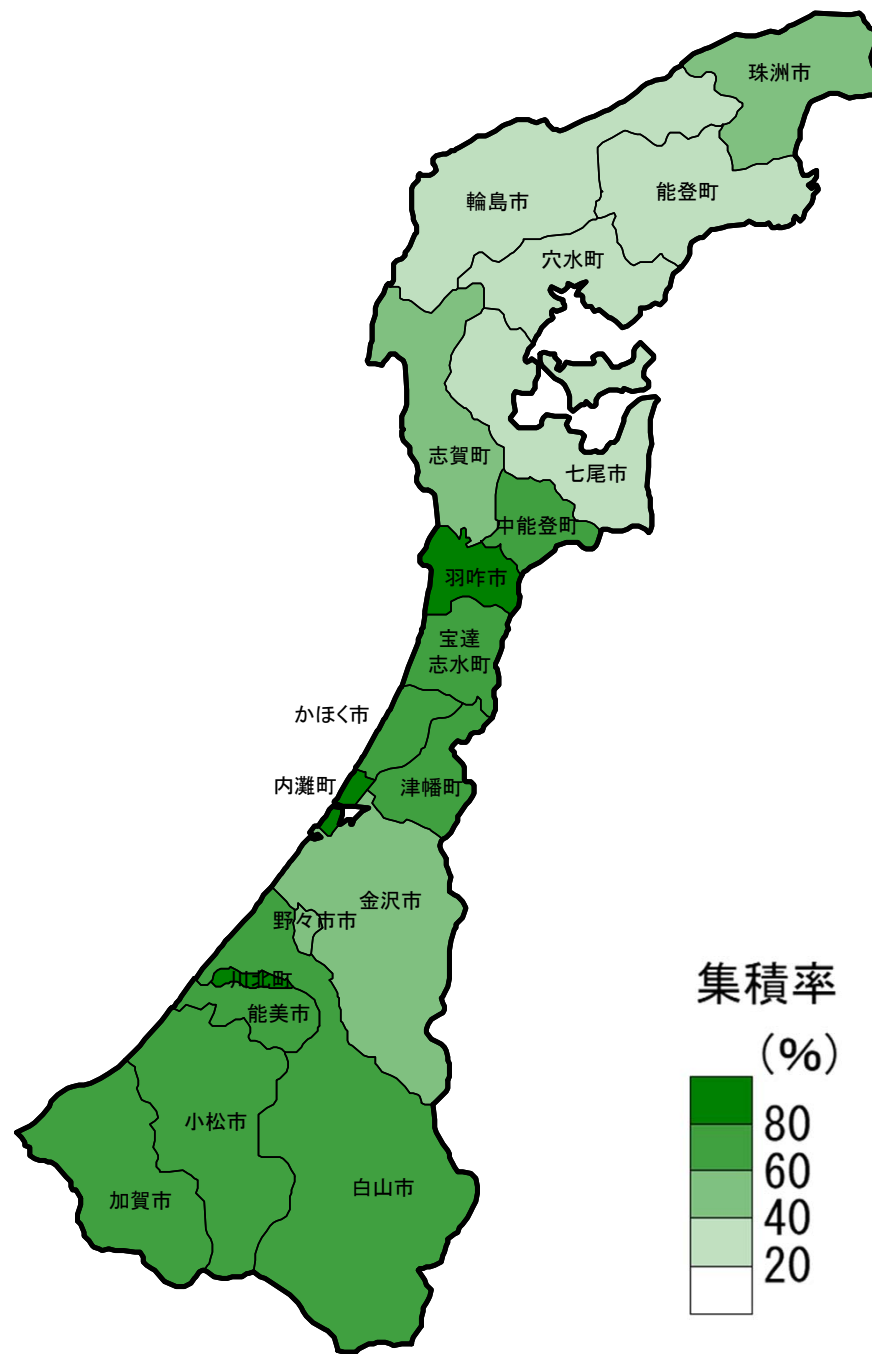 珠洲市
能登町
輪島市
穴水町
志賀町
七尾市
中能登町
羽咋市
宝達
志水町
かほく市
内灘町
津幡町
金沢市
野々市市
川北町
能美市
小松市
白山市
加賀市
集積率
(%)
80
60
40
20